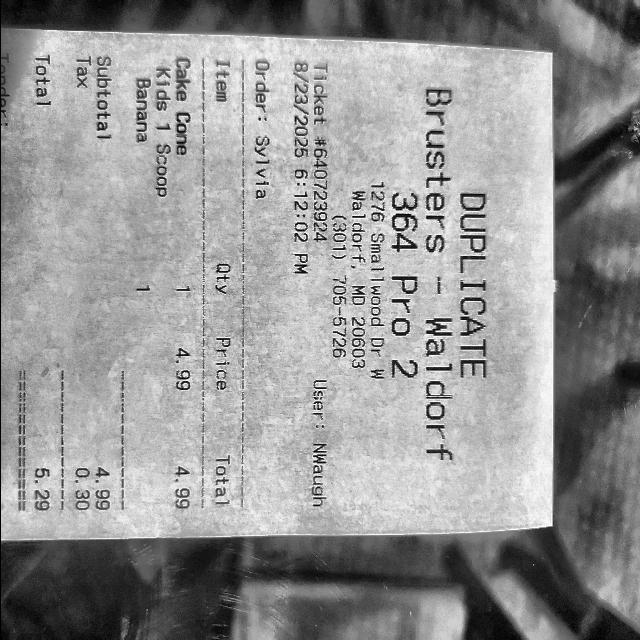 DUPLICATE
Brusters - Waldorf
364 Pro 2
1276 Smallwood Dr W
Waldorf, MD 20603
(301) 705-5726
Ticket #640723924 User: NWaugh
8/23/2025 6:12:02 PM
Order: Sylvia
Item Qty Price Total
Cake Cone 1 4.99 4.99
Kids 1 Scoop
Banana 1
Subtotal 4.99
Tax 0.30
Total 5.29